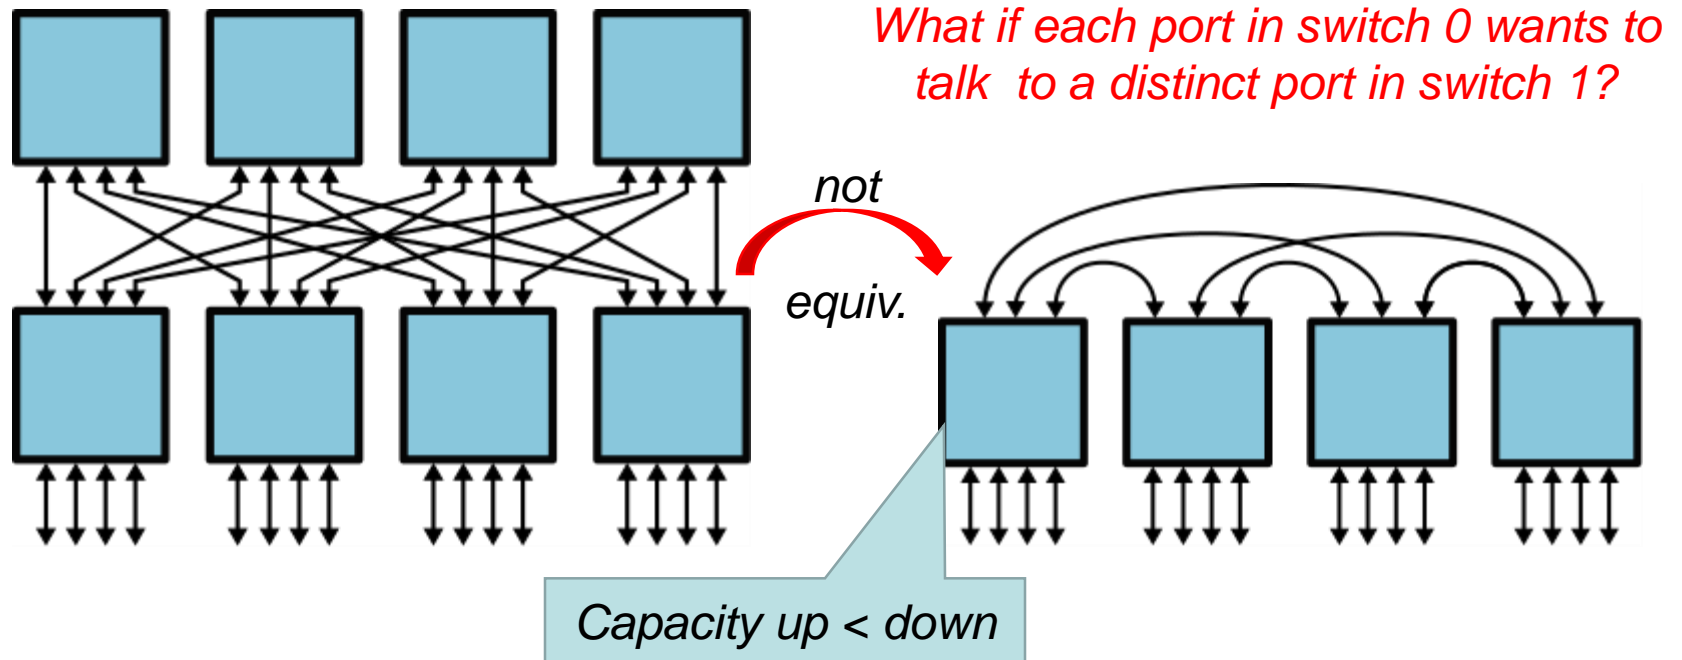 What if each port in switch 0 wants to
talk to a distinct port in switch 1?
not
equiv.
Capacity up < down